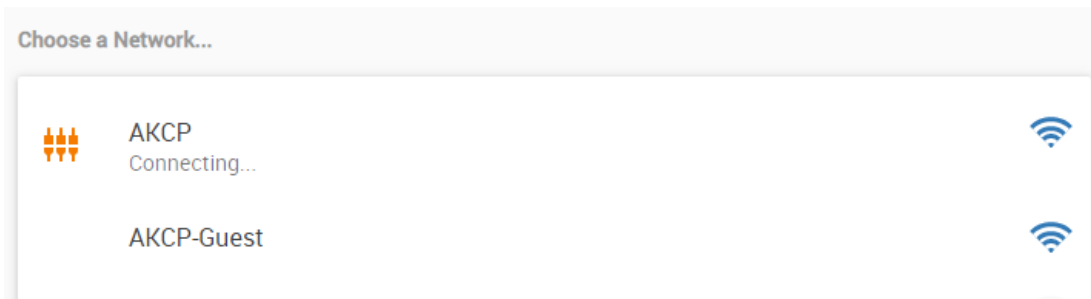 Choose a Network...
AKCP
Connecting...
AKCP-Guest